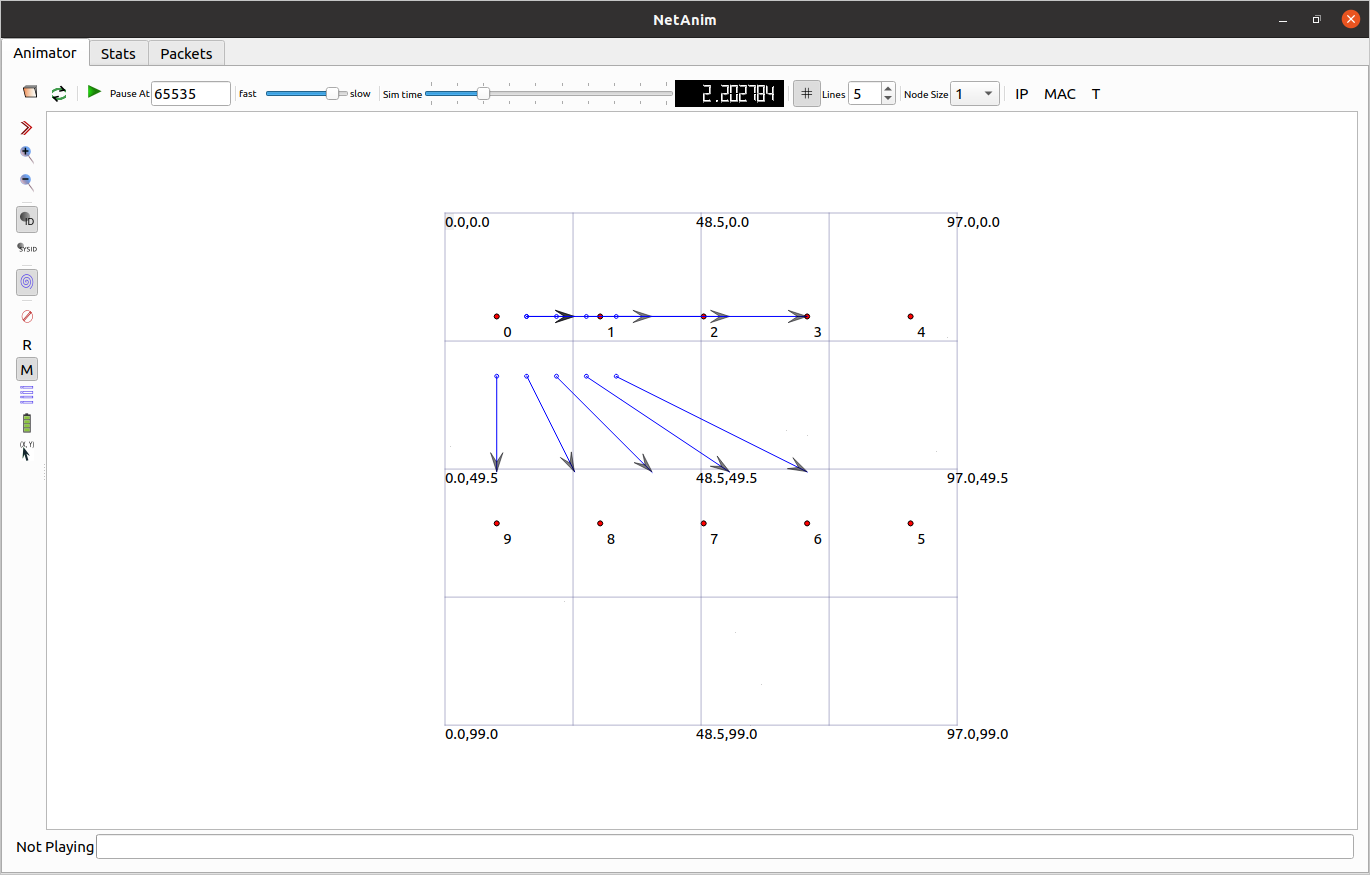 NetAnim
Animator Stats Packets
Pause At 65535 fast slow Sim time 2.202784 # Lines 5 Node Size 1 IP MAC T
ID
SYSID
R
M
(X, Y)
0.0,0.0 48.5,0.0 97.0,0.0
0 1 2 3 4
0.0,49.5 48.5,49.5 97.0,49.5
9 8 7 6 5
0.0,99.0 48.5,99.0 97.0,99.0
Not Playing